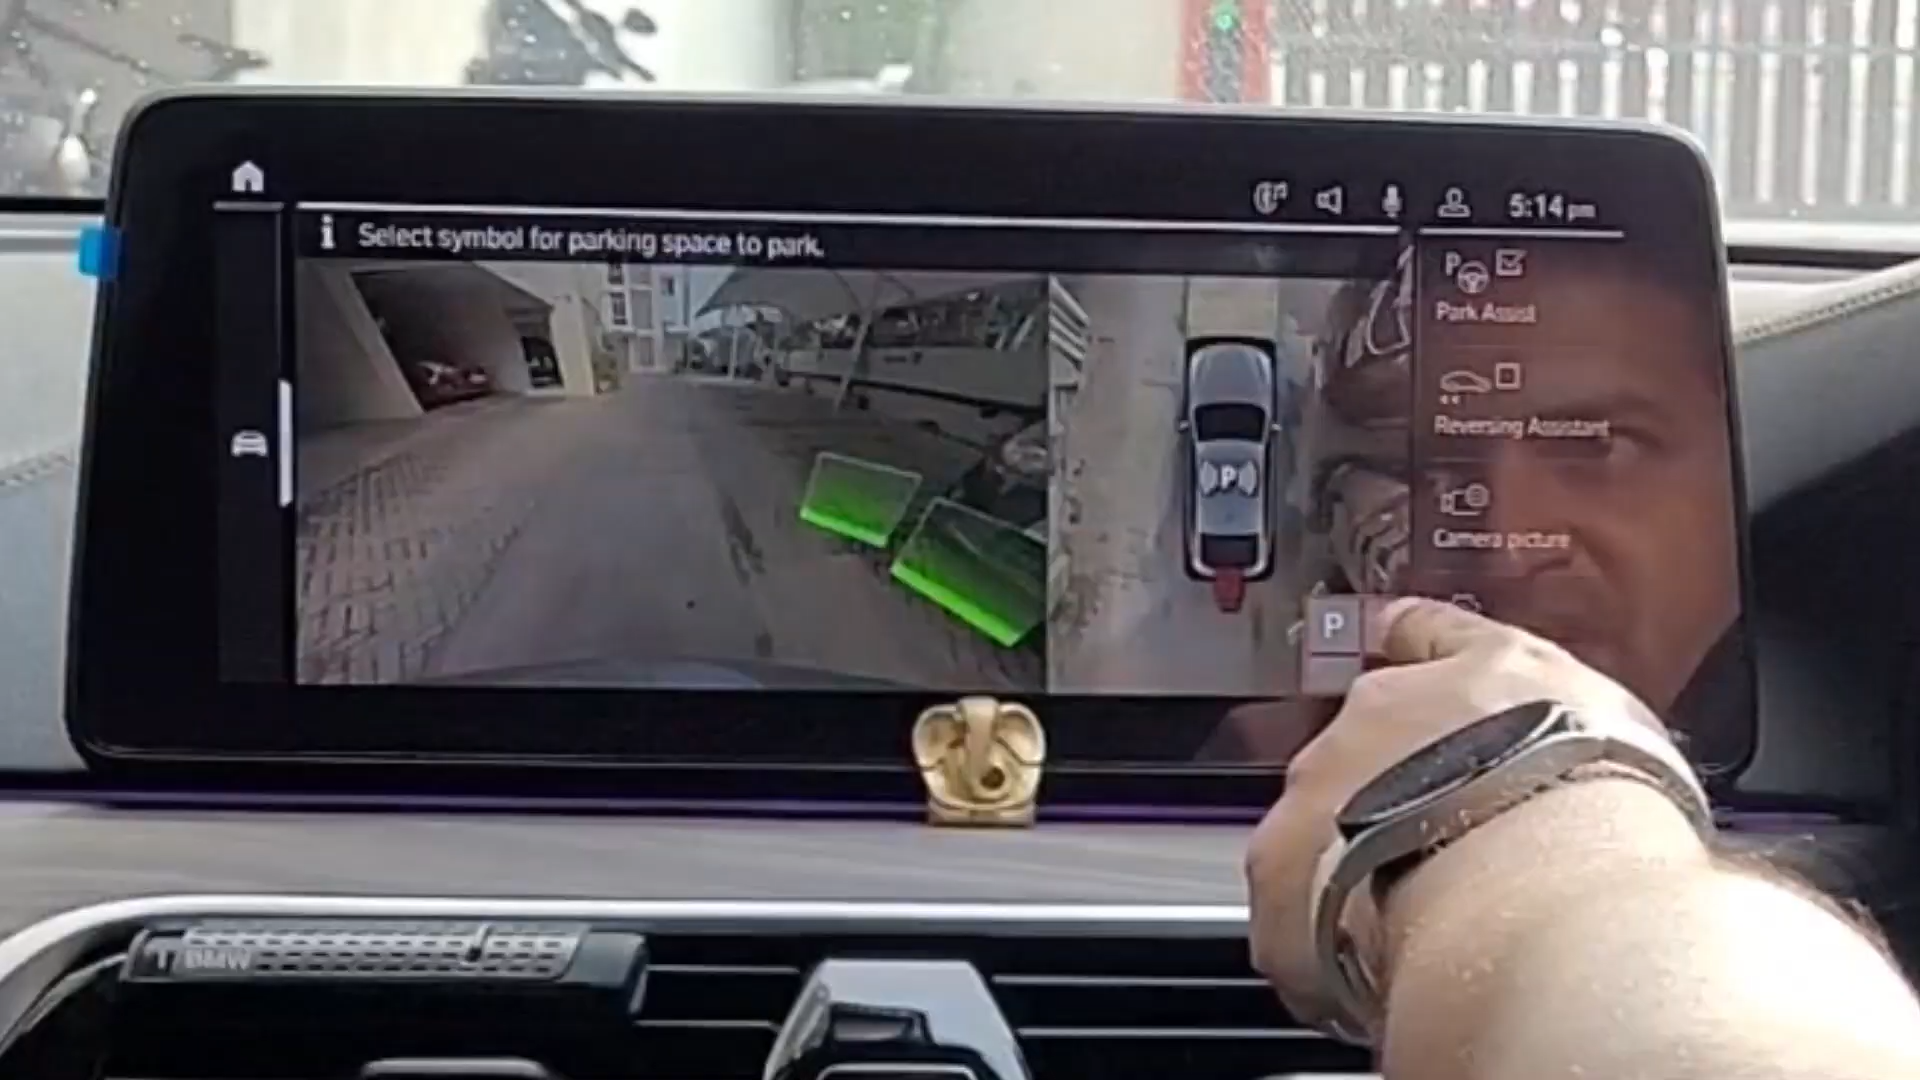 5:14 pm
i Select symbol for parking space to park.
P
Park Assist
Reversing Assistant
Camera picture
(P)
P
BMW